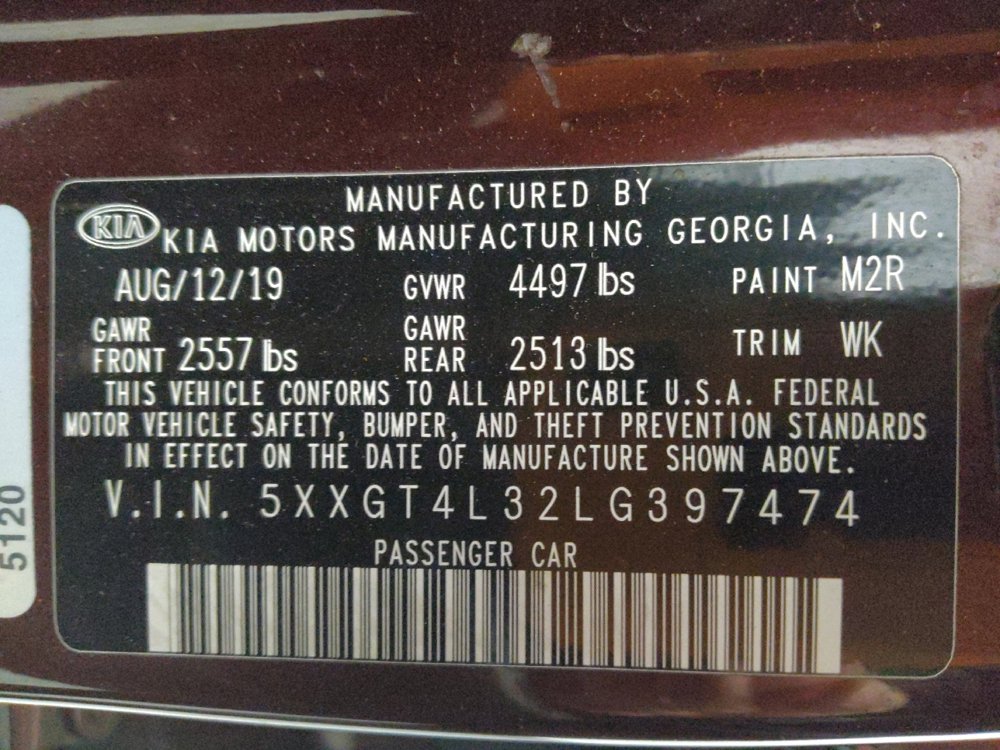 MANUFACTURED BY
KIA KIA MOTORS MANUFACTURING GEORGIA, INC.
AUG/12/19 GVWR 4497 lbs PAINT M2R
GAWR FRONT 2557 lbs GAWR REAR 2513 lbs TRIM WK
THIS VEHICLE CONFORMS TO ALL APPLICABLE U.S.A. FEDERAL
MOTOR VEHICLE SAFETY, BUMPER, AND THEFT PREVENTION STANDARDS
IN EFFECT ON THE DATE OF MANUFACTURE SHOWN ABOVE.
V.I.N. 5XXGT4L32LG397474
PASSENGER CAR
5120